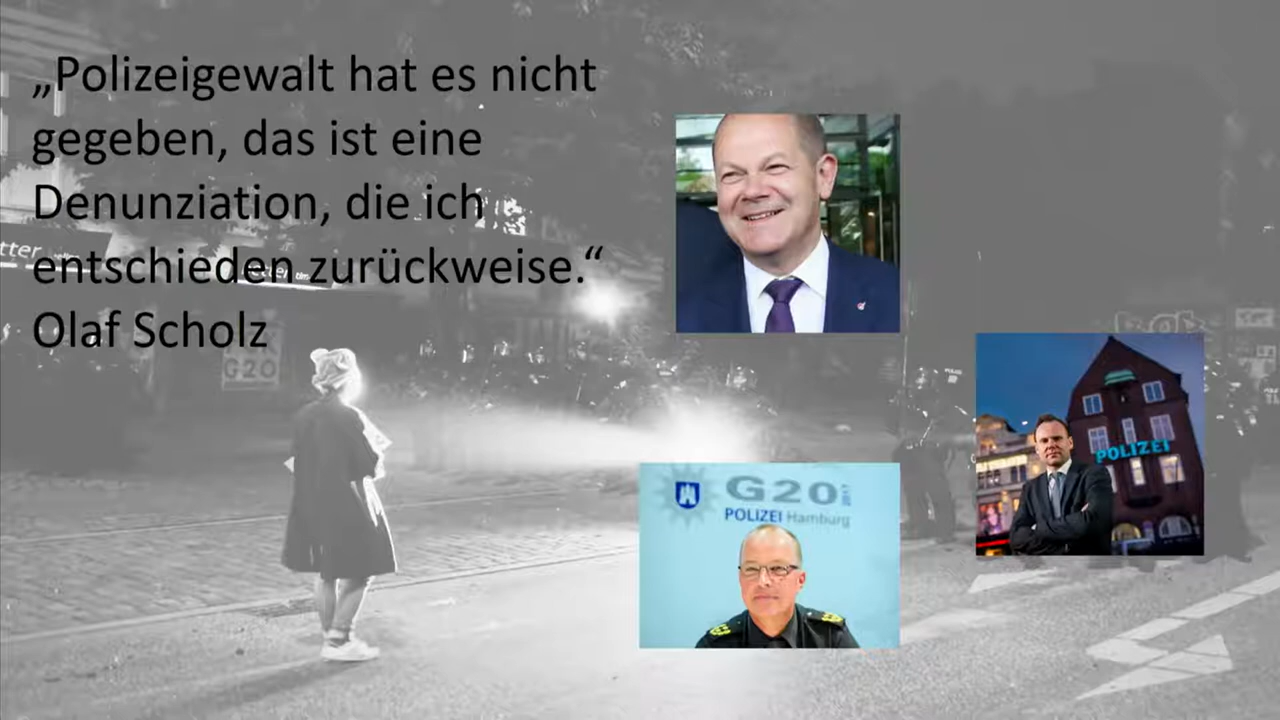 „Polizeigewalt hat es nicht
gegeben, das ist eine
Denunziation, die ich
entschieden zurückweise.“
Olaf Scholz
G20
G20 2017
POLIZEI Hamburg
POLIZEI